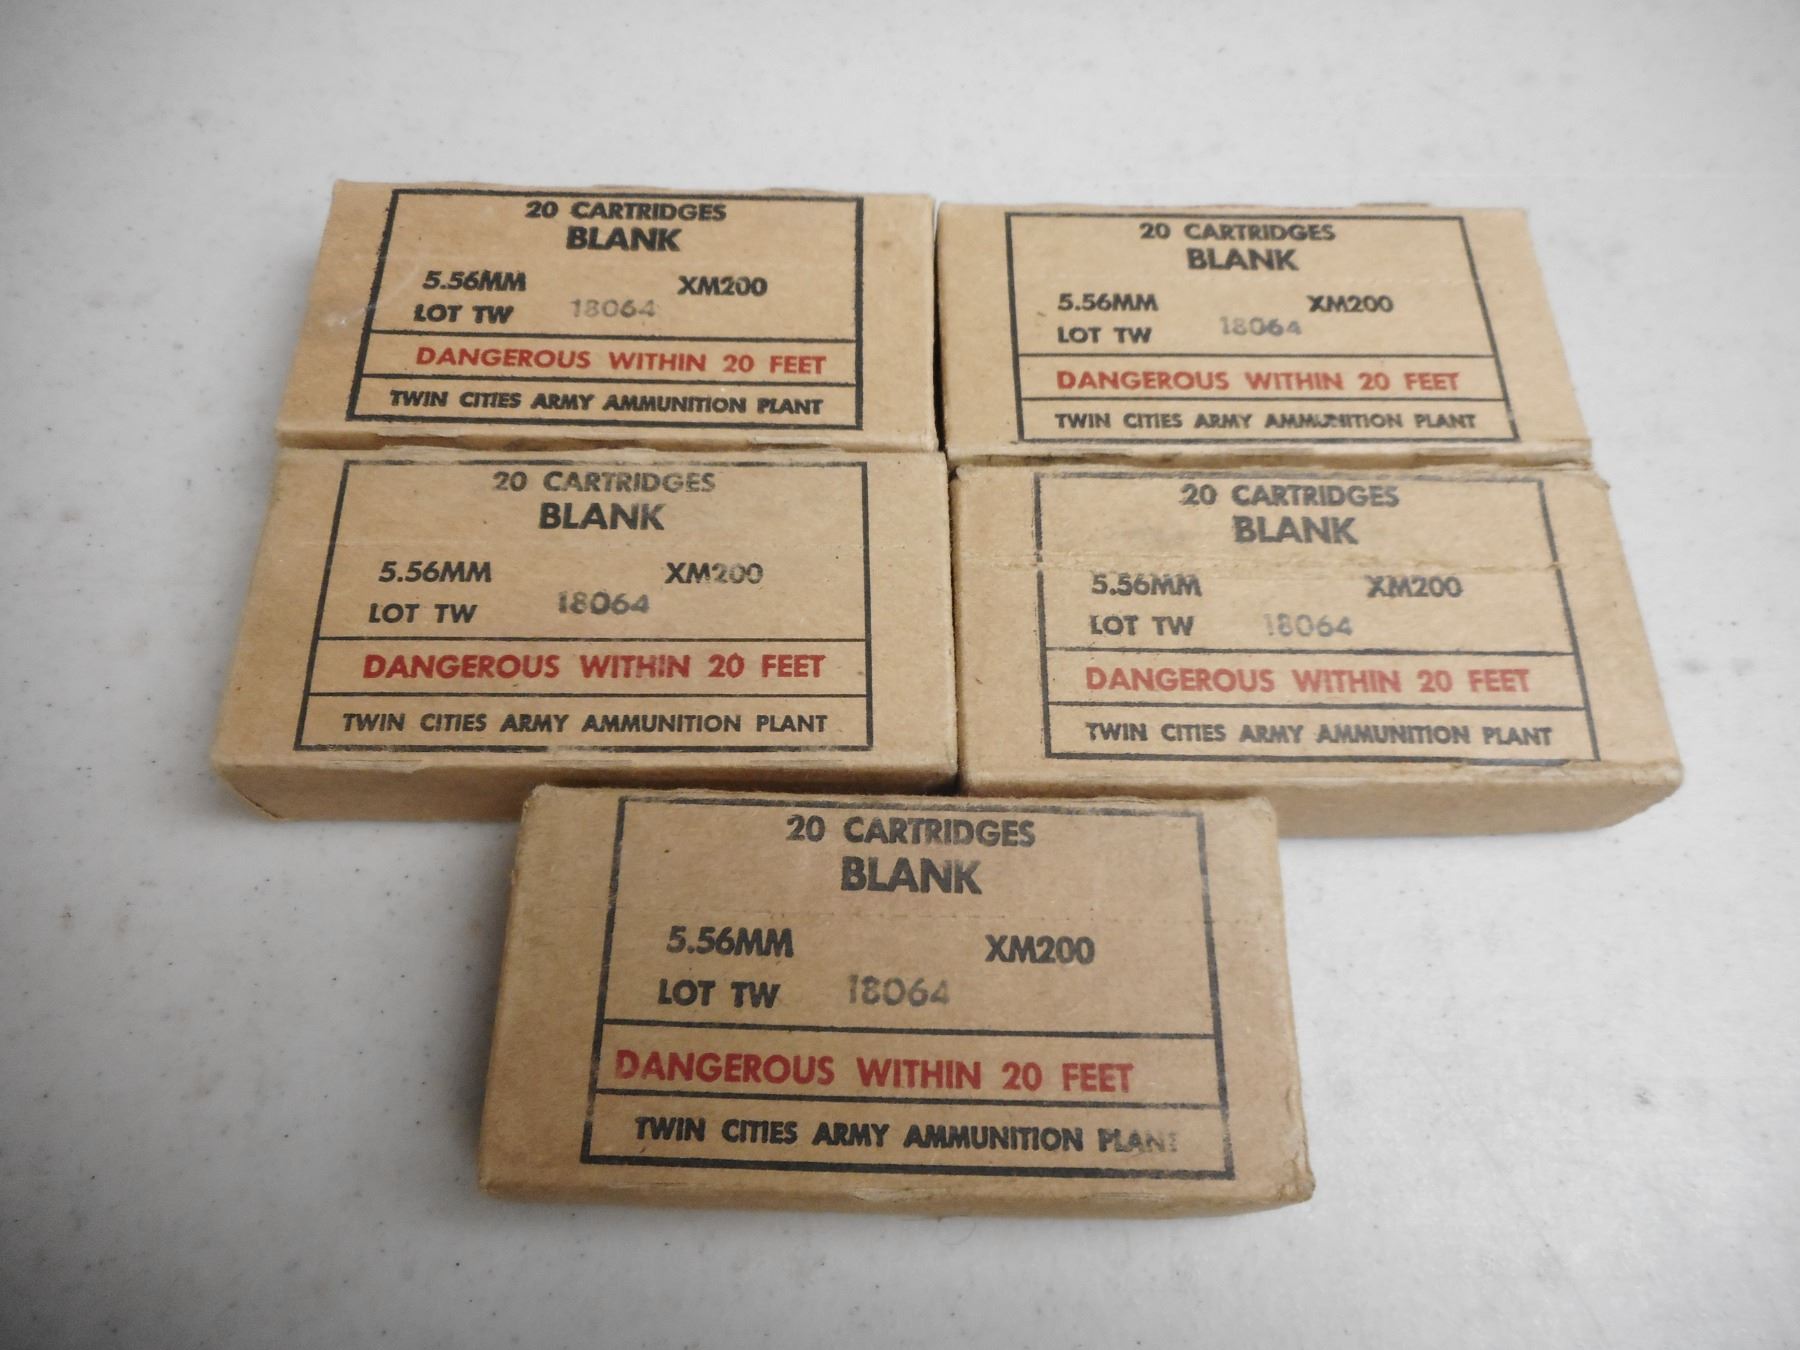 20 CARTRIDGES
BLANK
5.56MM XM200
LOT TW 18064
DANGEROUS WITHIN 20 FEET
TWIN CITIES ARMY AMMUNITION PLANT
20 CARTRIDGES
BLANK
5.56MM XM200
LOT TW 18064
DANGEROUS WITHIN 20 FEET
TWIN CITIES ARMY AMMUNITION PLANT
20 CARTRIDGES
BLANK
5.56MM XM200
LOT TW 18064
DANGEROUS WITHIN 20 FEET
TWIN CITIES ARMY AMMUNITION PLANT
20 CARTRIDGES
BLANK
5.56MM XM200
LOT TW 18064
DANGEROUS WITHIN 20 FEET
TWIN CITIES ARMY AMMUNITION PLANT
20 CARTRIDGES
BLANK
5.56MM XM200
LOT TW 18064
DANGEROUS WITHIN 20 FEET
TWIN CITIES ARMY AMMUNITION PLANT